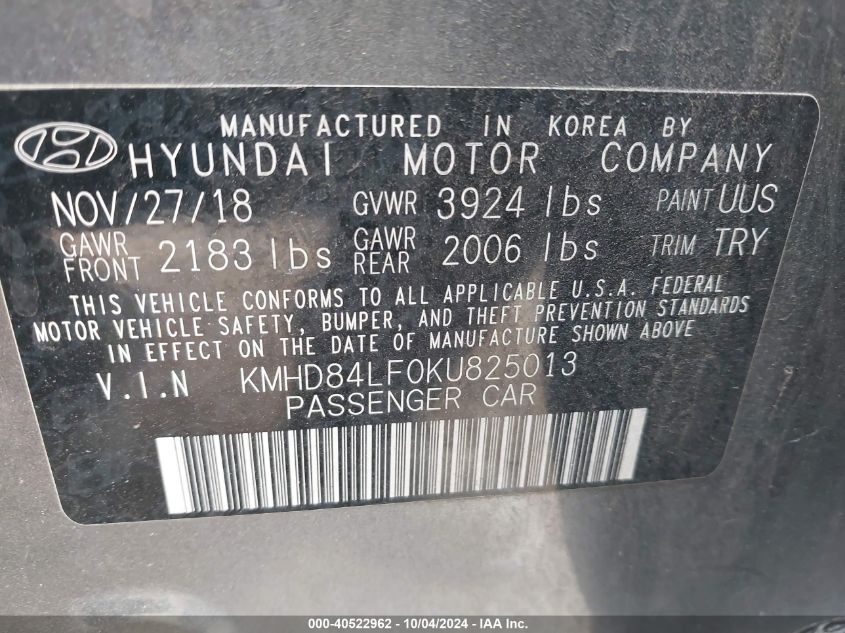 MANUFACTURED IN KOREA BY
HYUNDAI MOTOR COMPANY
NOV/27/18 GVWR 3924 lbs PAINT UUS
GAWR FRONT 2183 lbs GAWR REAR 2006 lbs TRIM TRY
THIS VEHICLE CONFORMS TO ALL APPLICABLE U.S.A. FEDERAL
MOTOR VEHICLE SAFETY, BUMPER, AND THEFT PREVENTION STANDARDS
IN EFFECT ON THE DATE OF MANUFACTURE SHOWN ABOVE
V.I.N KMHD84LF0KU825013
PASSENGER CAR
000-40522962 - 10/04/2024 - IAA Inc.